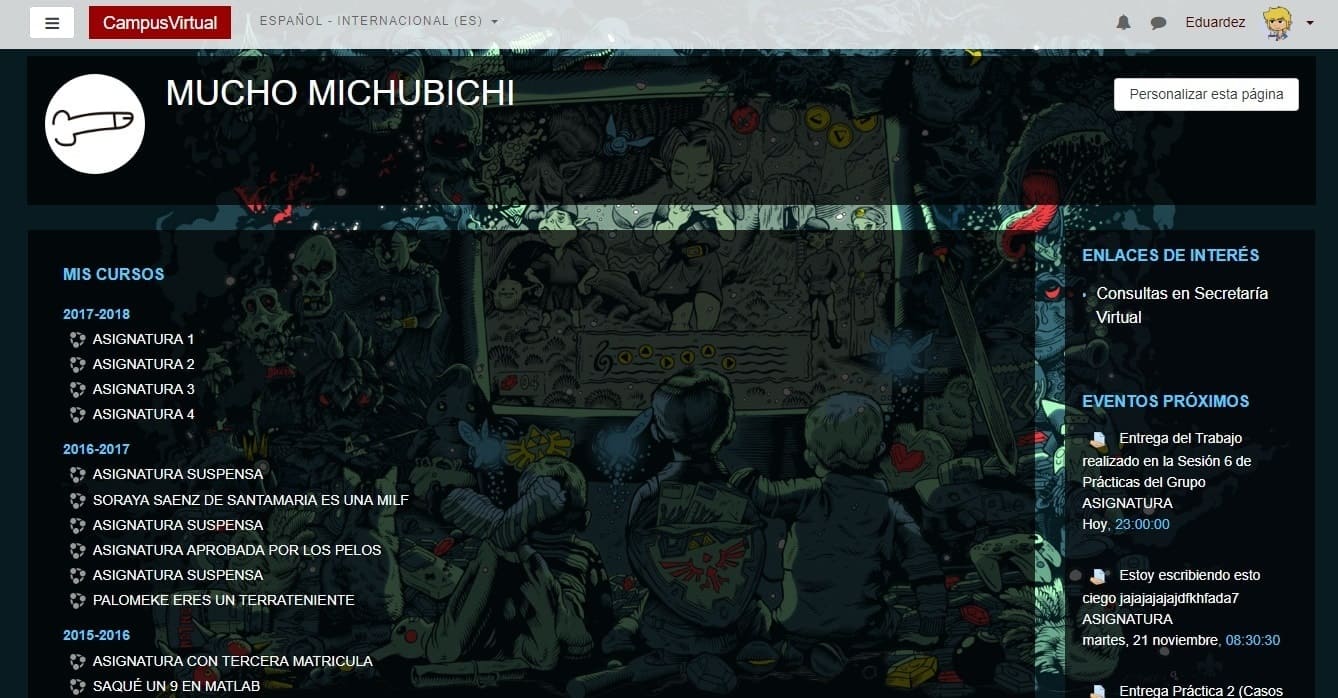 CampusVirtual
ESPAÑOL - INTERNACIONAL (ES)
Eduardez
MUCHO MICHUBICHI
Personalizar esta página
MIS CURSOS
2017-2018
ASIGNATURA 1
ASIGNATURA 2
ASIGNATURA 3
ASIGNATURA 4
2016-2017
ASIGNATURA SUSPENSA
SORAYA SAENZ DE SANTAMARIA ES UNA MILF
ASIGNATURA SUSPENSA
ASIGNATURA APROBADA POR LOS PELOS
ASIGNATURA SUSPENSA
PALOMEKE ERES UN TERRATENIENTE
2015-2016
ASIGNATURA CON TERCERA MATRICULA
SAQUÉ UN 9 EN MATLAB
04
ENLACES DE INTERÉS
Consultas en Secretaría
Virtual
EVENTOS PRÓXIMOS
Entrega del Trabajo
realizado en la Sesión 6 de
Prácticas del Grupo
ASIGNATURA
Hoy, 23:00:00
Estoy escribiendo esto
ciego jajajajajajdfkhfada7
ASIGNATURA
martes, 21 noviembre, 08:30:30
Entrega Práctica 2 (Casos